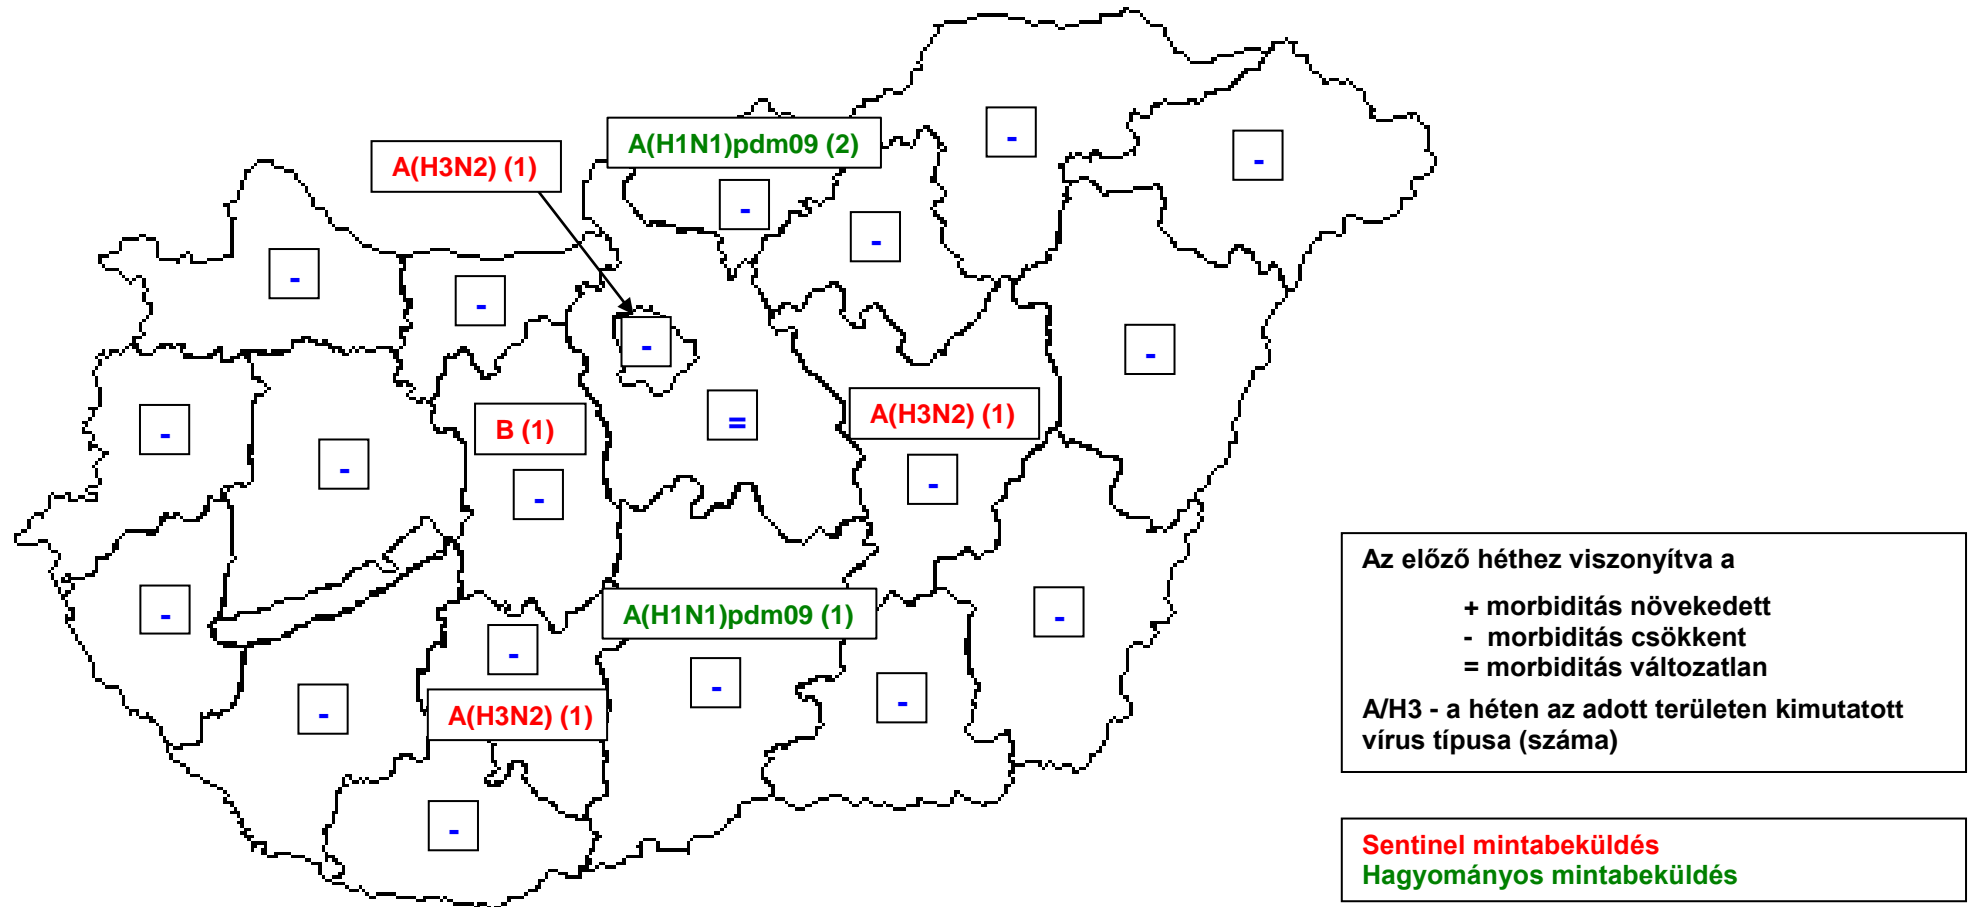 A(H1N1)pdm09 (2)
-
-
A(H3N2) (1)
-
-
-
-
-
-
-
=
A(H3N2) (1)
B (1)
-
-
-
-
A(H1N1)pdm09 (1)
-
-
-
-
-
-
A(H3N2) (1)
-
Az előző héthez viszonyítva a
+ morbiditás növekedett
- morbiditás csökkent
= morbiditás változatlan
A/H3 - a héten az adott területen kimutatott
vírus típusa (száma)
Sentinel mintabeküldés
Hagyományos mintabeküldés